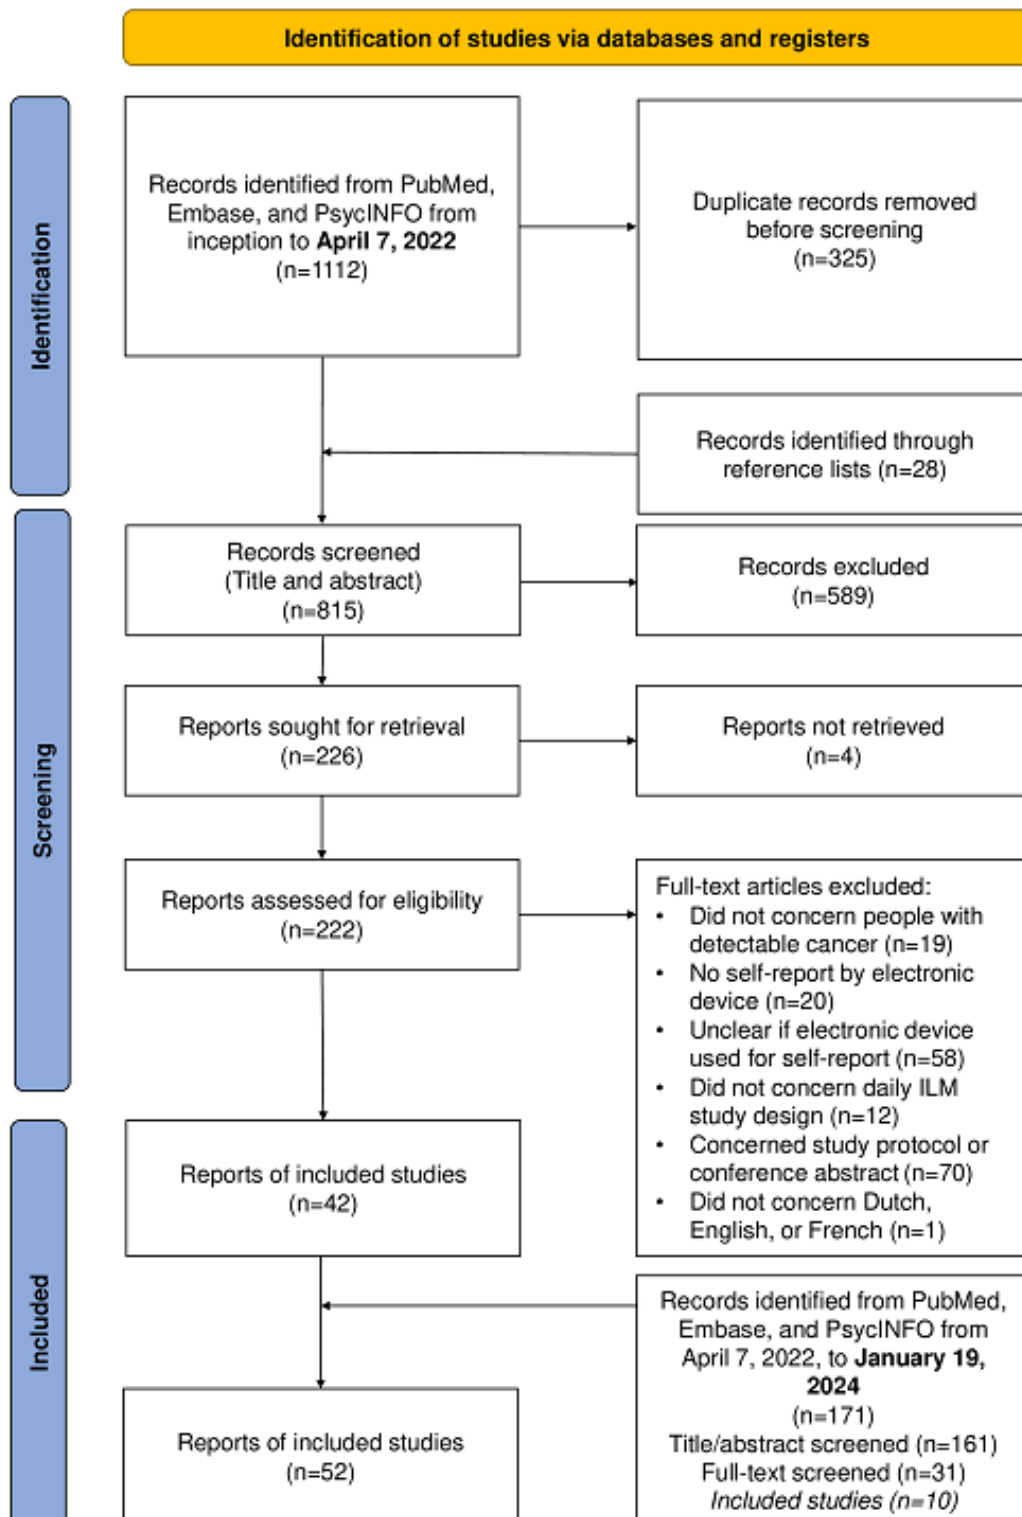 Identification of studies via databases and registers
Identification
Records identified from PubMed,
Embase, and PsycINFO from
inception to April 7, 2022
(n=1112)
Duplicate records removed
before screening
(n=325)
Records identified through
reference lists (n=28)
Screening
Records screened
(Title and abstract)
(n=815)
Records excluded
(n=589)
Reports sought for retrieval
(n=226)
Reports not retrieved
(n=4)
Reports assessed for eligibility
(n=222)
Full-text articles excluded:
• Did not concern people with
detectable cancer (n=19)
• No self-report by electronic
device (n=20)
• Unclear if electronic device
used for self-report (n=58)
• Did not concern daily ILM
study design (n=12)
• Concerned study protocol or
conference abstract (n=70)
• Did not concern Dutch,
English, or French (n=1)
Included
Reports of included studies
(n=42)
Records identified from PubMed,
Embase, and PsycINFO from
April 7, 2022, to January 19,
2024
(n=171)
Title/abstract screened (n=161)
Full-text screened (n=31)
Included studies (n=10)
Reports of included studies
(n=52)